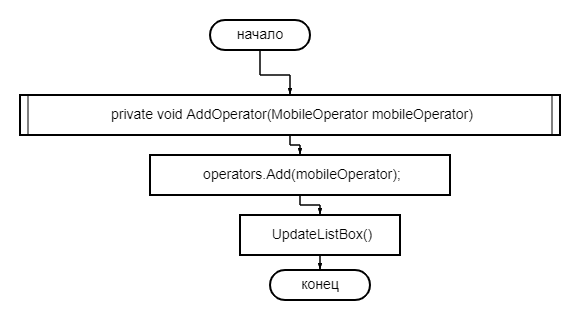 начало
private void AddOperator(MobileOperator mobileOperator)
operators.Add(mobileOperator);
UpdateListBox()
конец